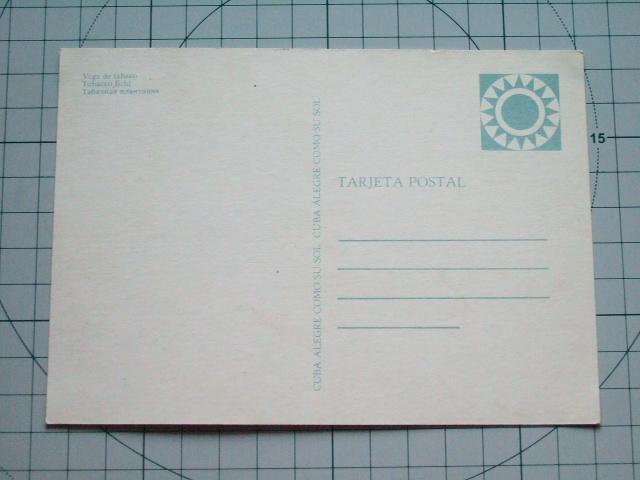 Vega de tabaco
Tobacco field
Табачная плантация
CUBA ALEGRE COMO SU SOL CUBA ALEGRE COMO SU SOL
TARJETA POSTAL
15